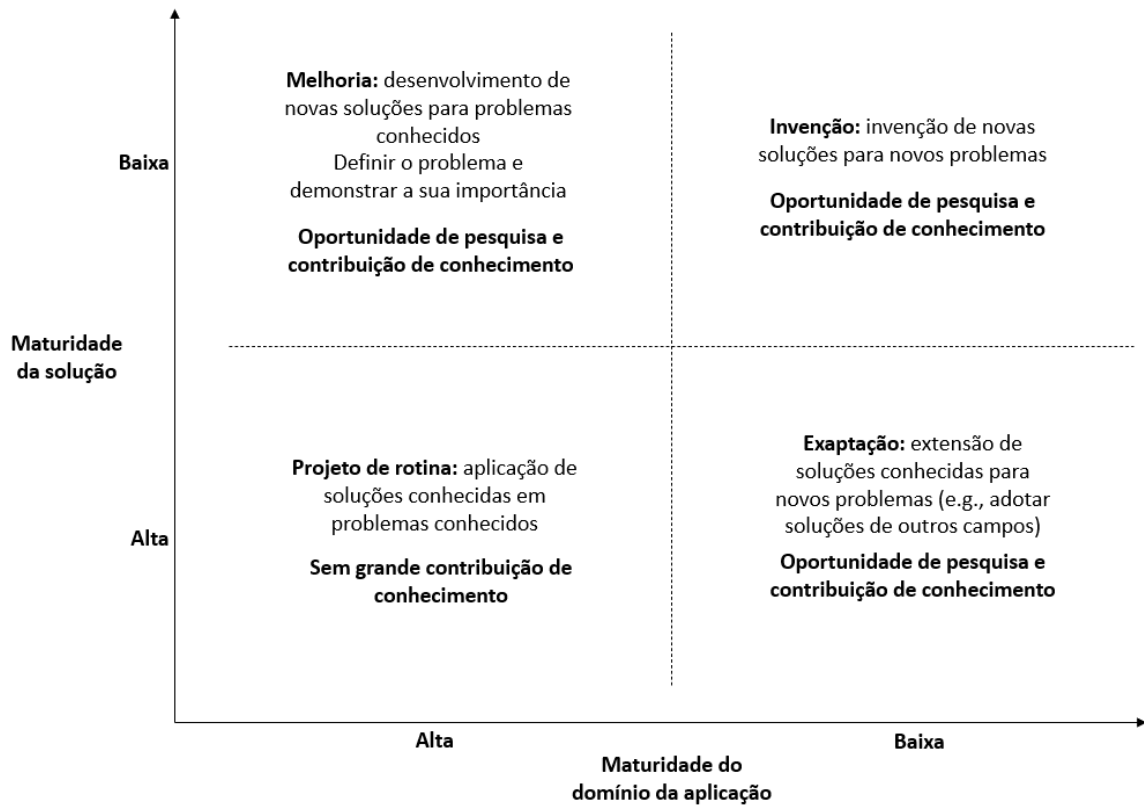 Melhoria: desenvolvimento de
novas soluções para problemas
conhecidos
Definir o problema e
demonstrar a sua importância
Oportunidade de pesquisa e
contribuição de conhecimento
Invenção: invenção de novas
soluções para novos problemas
Oportunidade de pesquisa e
contribuição de conhecimento
Baixa
Maturidade
da solução
Projeto de rotina: aplicação de
soluções conhecidas em
problemas conhecidos
Sem grande contribuição de
conhecimento
Exaptação: extensão de
soluções conhecidas para
novos problemas (e.g., adotar
soluções de outros campos)
Oportunidade de pesquisa e
contribuição de conhecimento
Alta
Alta
Baixa
Maturidade do
domínio da aplicação